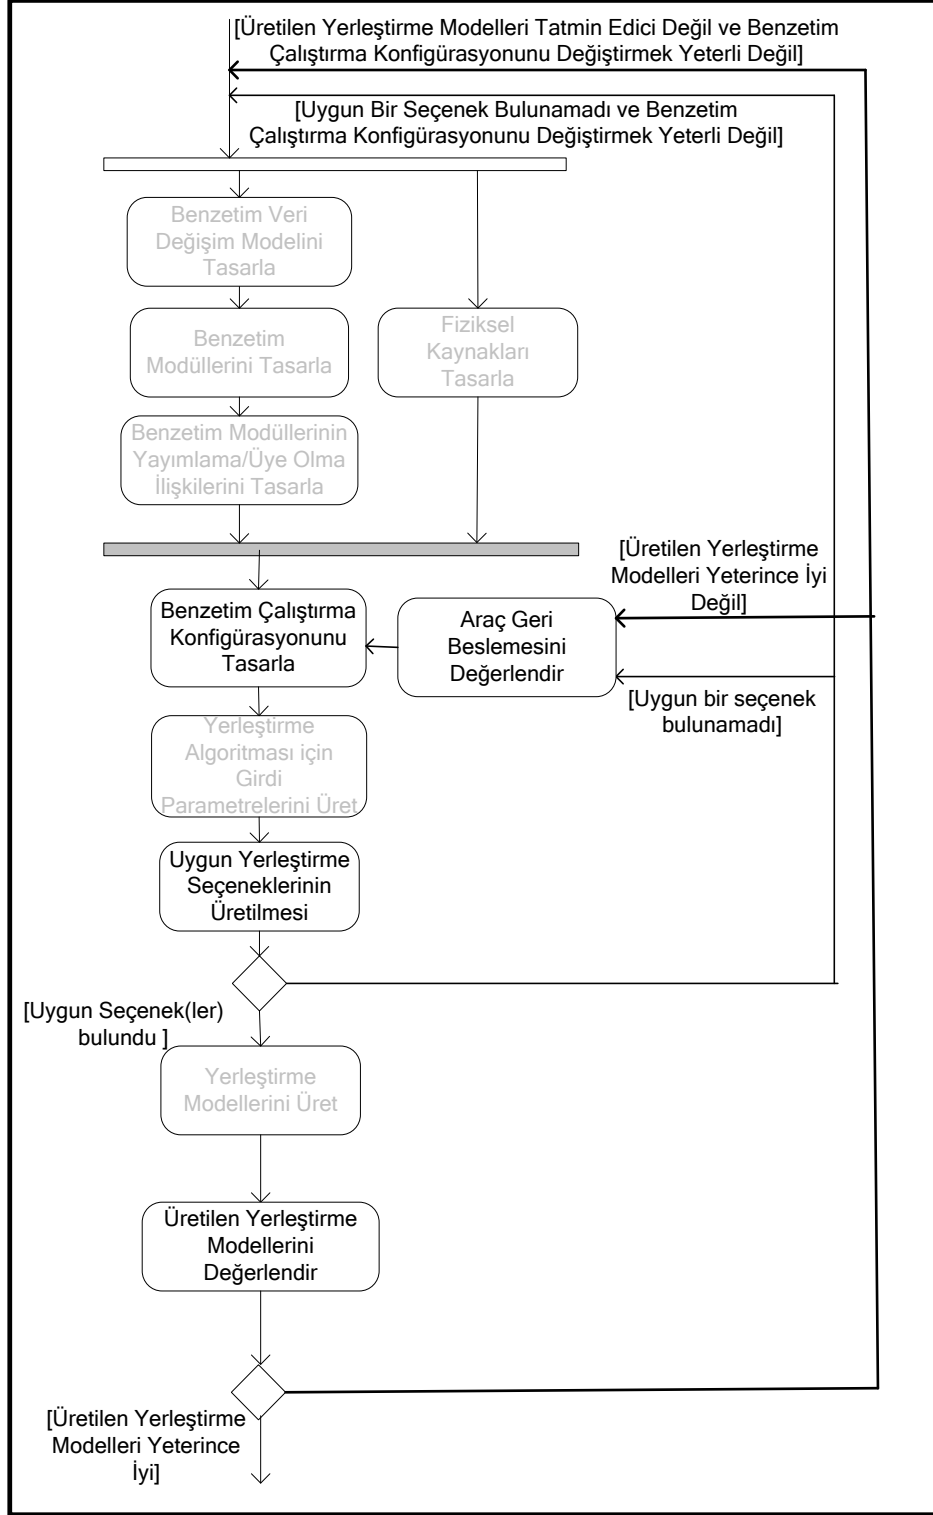 [Üretilen Yerleştirme Modelleri Tatmin Edici Değil ve Benzetim
Çalıştırma Konfigürasyonunu Değiştirmek Yeterli Değil]
[Uygun Bir Seçenek Bulunamadı ve Benzetim
Çalıştırma Konfigürasyonunu Değiştirmek Yeterli Değil]
Benzetim Veri
Değişim Modelini
Tasarla
Benzetim
Modüllerini Tasarla
Fiziksel
Kaynakları
Tasarla
Benzetim Modüllerinin
Yayımlama/Üye Olma
İlişkilerini Tasarla
[Üretilen Yerleştirme
Modelleri Yeterince İyi
Değil]
Benzetim Çalıştırma
Konfigürasyonunu
Tasarla
Araç Geri
Beslemesini
Değerlendir
[Uygun bir seçenek
bulunamadı]
Yerleştirme
Algoritması için
Girdi
Parametrelerini Üret
Uygun Yerleştirme
Seçeneklerinin
Üretilmesi
[Uygun Seçenek(ler)
bulundu ]
Yerleştirme
Modellerini Üret
Üretilen Yerleştirme
Modellerini
Değerlendir
[Üretilen Yerleştirme
Modelleri Yeterince
İyi]